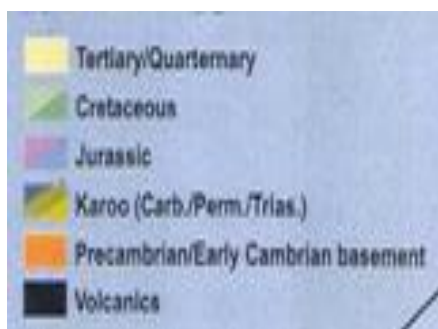 Tertiary/Quarternary
Cretaceous
Jurassic
Karoo (Carb./Perm./Trias.)
Precambrian/Early Cambrian basement
Volcanics